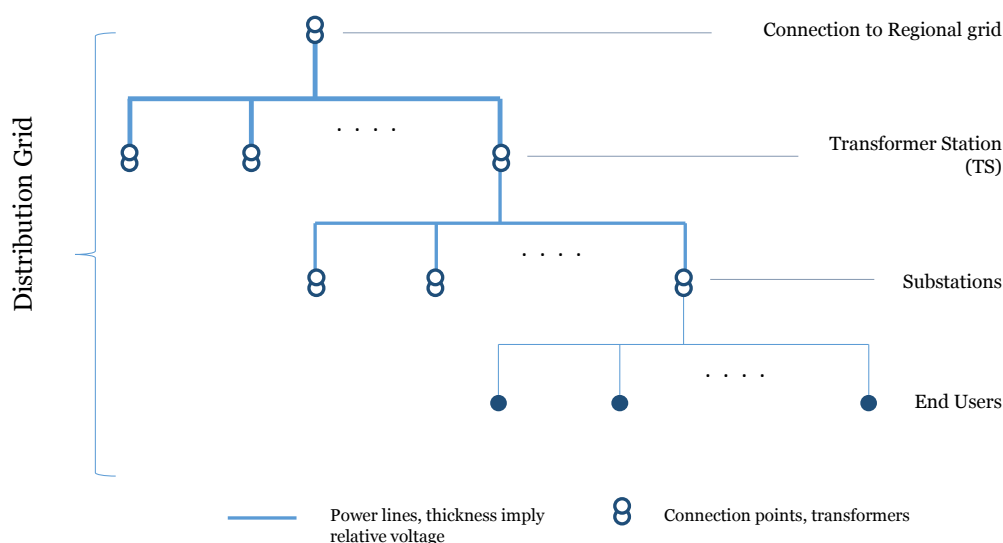 Connection to Regional grid
. . . .
Transformer Station
(TS)
Distribution Grid
. . . .
Substations
. . . .
End Users
Power lines, thickness imply
relative voltage
Connection points, transformers